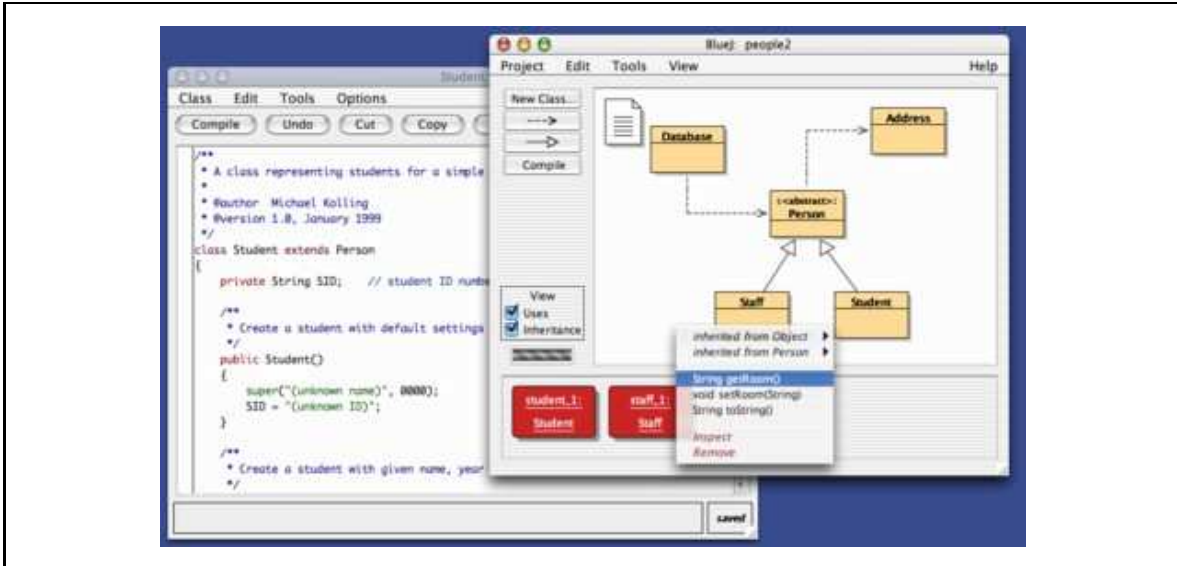 BlueJ: people2
Project Edit Tools View Help
New Class...
Compile
View
Uses
Inheritance
Database
Address
<<abstract>>
Person
Staff
Student
inherited from Object
inherited from Person
String getRoom()
void setRoom(String)
String toString()
Inspect
Remove
student_1:
Student
staff_1:
Staff
Student
Class Edit Tools Options
Compile Undo Cut Copy
/**
* A class representing students for a simple
*
* @author Michael Kolling
* @version 1.0, January 1999
*/
class Student extends Person
{
private String SID; // student ID numbe
/**
* Create a student with default settings
*/
public Student()
{
super("(unknown name)", 0000);
SID = "(unknown ID)";
}
/**
* Create a student with given name, year
*/
saved